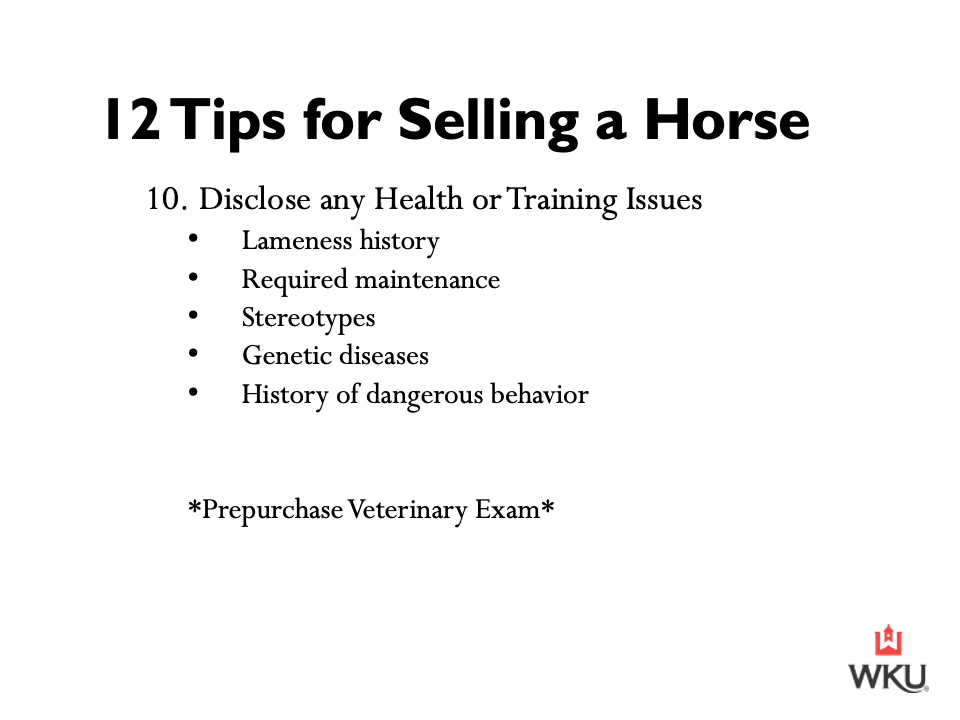 12 Tips for Selling a Horse
10. Disclose any Health or Training Issues
• Lameness history
• Required maintenance
• Stereotypes
• Genetic diseases
• History of dangerous behavior
*Prepurchase Veterinary Exam*
WKU®